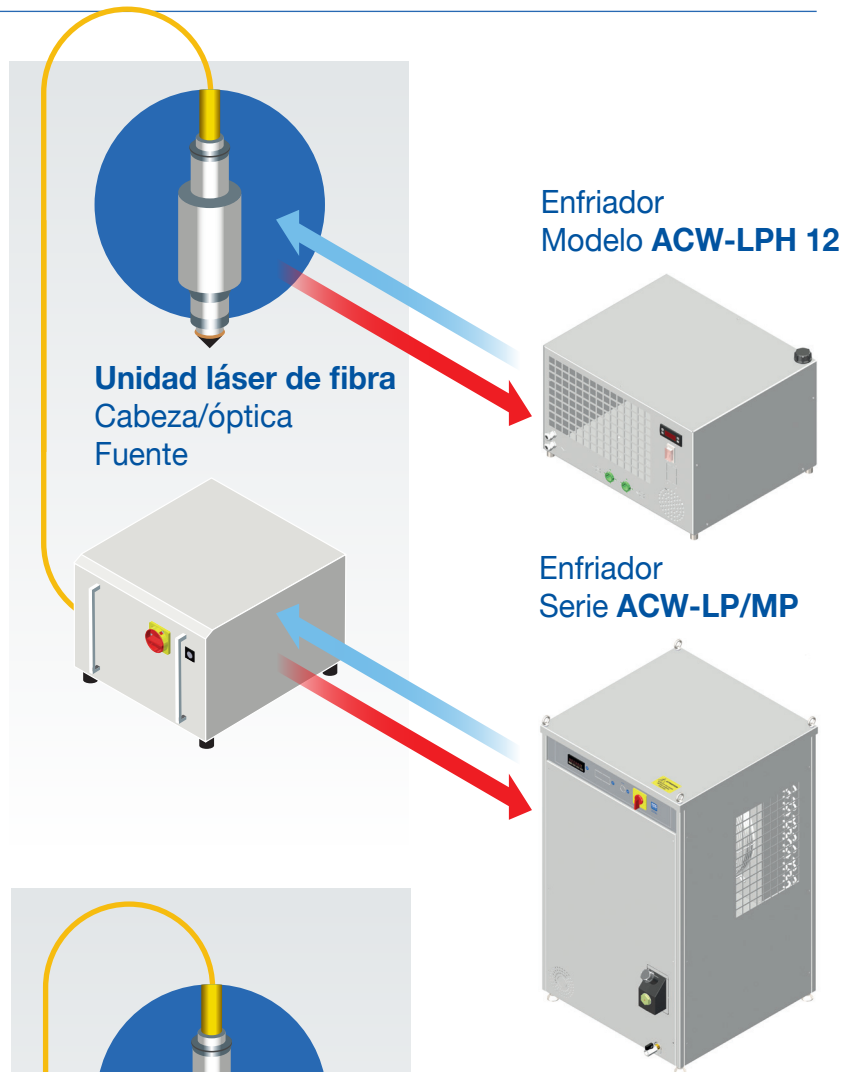 Enfriador
Modelo ACW-LPH 12
Unidad láser de fibra
Cabeza/óptica
Fuente
Enfriador
Serie ACW-LP/MP